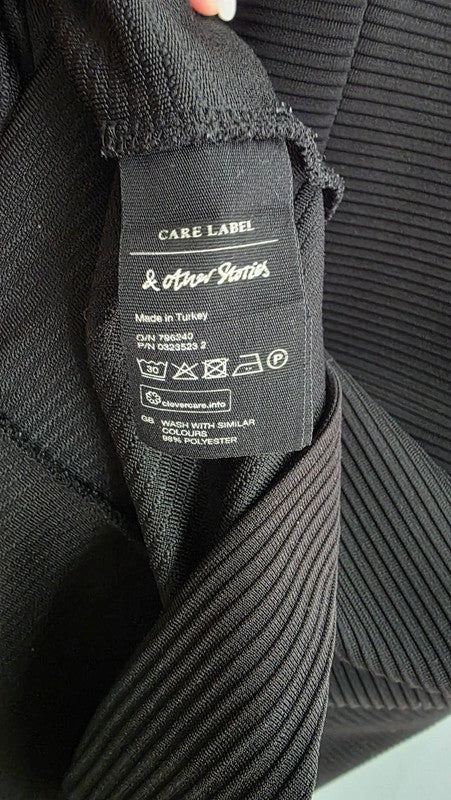 CARE LABEL
& other Stories
Made in Turkey
O/N 796240
P/N 0323523 2
30 P
clevercare.info
GB WASH WITH SIMILAR
COLOURS
98% POLYESTER